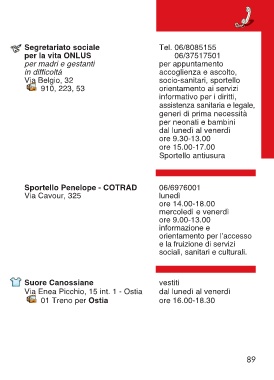 Segretariato sociale
per la vita ONLUS
per madri e gestanti
in difficoltà
Via Belgio, 32
910, 223, 53
Tel. 06/8085155
06/37517501
per appuntamento
accoglienza e ascolto,
socio-sanitari, sportello
orientamento ai servizi
informativo per i diritti,
assistenza sanitaria e legale,
generi di prima necessità
per neonati e bambini
dal lunedì al venerdì
ore 9.30-13.00
ore 15.00-17.00
Sportello antiusura
Sportello Penelope - COTRAD
Via Cavour, 325
06/6976001
lunedì
ore 14.00-18.00
mercoledì e venerdì
ore 9.00-13.00
informazione e
orientamento per l'accesso
e la fruizione di servizi
sociali, sanitari e culturali.
Suore Canossiane
Via Enea Picchio, 15 int. 1 - Ostia
01 Treno per Ostia
vestiti
dal lunedì al venerdì
ore 16.00-18.30
89